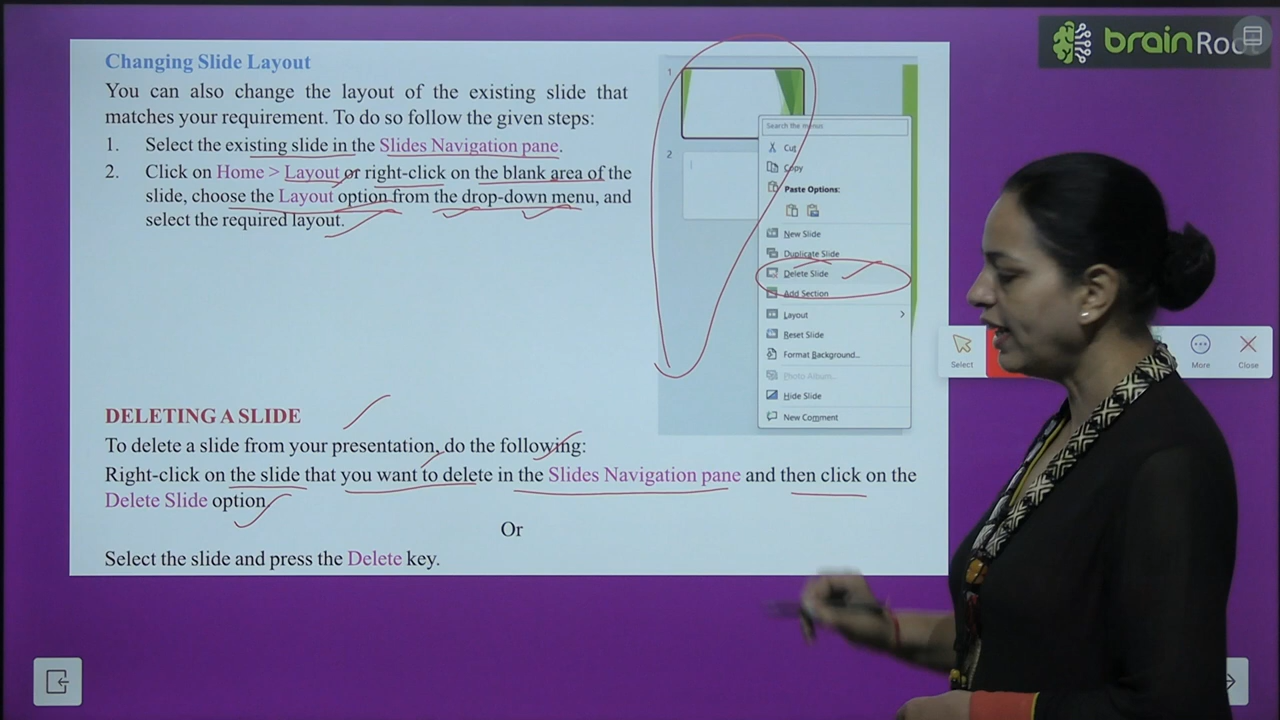 Changing Slide Layout
You can also change the layout of the existing slide that
matches your requirement. To do so follow the given steps:
1. Select the existing slide in the Slides Navigation pane.
2. Click on Home > Layout or right-click on the blank area of the
slide, choose the Layout option from the drop-down menu, and
select the required layout.
DELETING A SLIDE
To delete a slide from your presentation, do the following:
Right-click on the slide that you want to delete in the Slides Navigation pane and then click on the
Delete Slide option.
Or
Select the slide and press the Delete key.
1
2
Search the menus
Cut
Copy
Paste Options:
New Slide
Duplicate Slide
Delete Slide
Add Section
Layout
Reset Slide
Format Background...
Photo Album...
Hide Slide
New Comment
brain
Select
More
Close